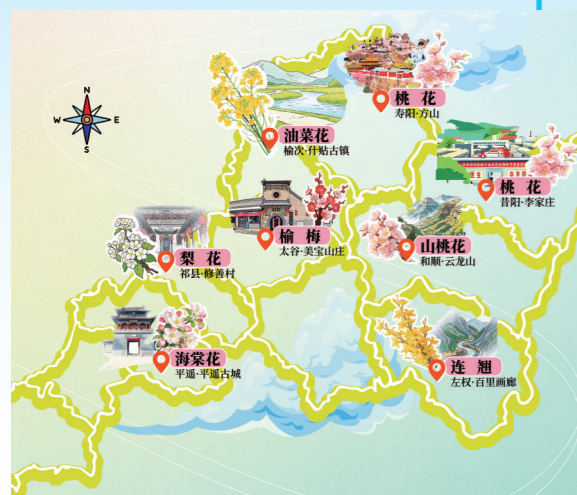 N
W E
S
桃花
寿阳·方山
油菜花
榆次·什贴古镇
桃花
昔阳·李家庄
榆梅
太谷·美宝山庄
山桃花
和顺·云龙山
梨花
祁县·修善村
海棠花
平遥·平遥古城
连翘
左权·百里画廊